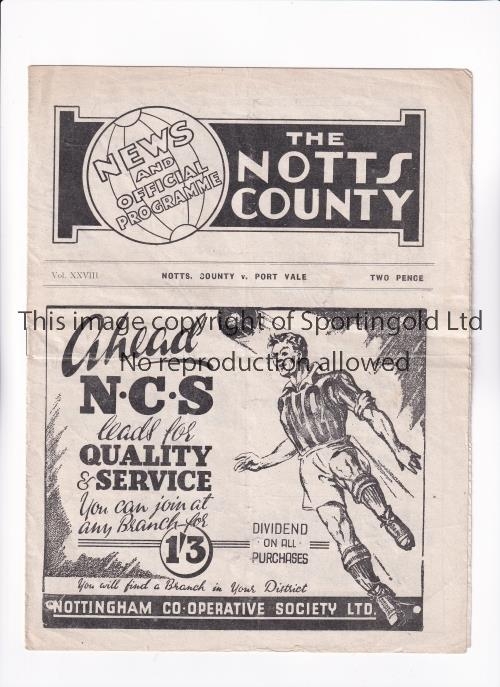 NEWS
AND
OFFICIAL
PROGRAMME
THE
NOTTS
COUNTY
Vol. XXVIII
NOTTS. COUNTY v. PORT VALE
TWO PENCE
This image copyright of Sportingold Ltd
No reproduction allowed
Ahead
N·C·S
leads for
QUALITY
& SERVICE
You can join at
any Branch for
1'3
DIVIDEND
ON ALL
PURCHASES
You will find a Branch in Your District
NOTTINGHAM CO-OPERATIVE SOCIETY LTD.